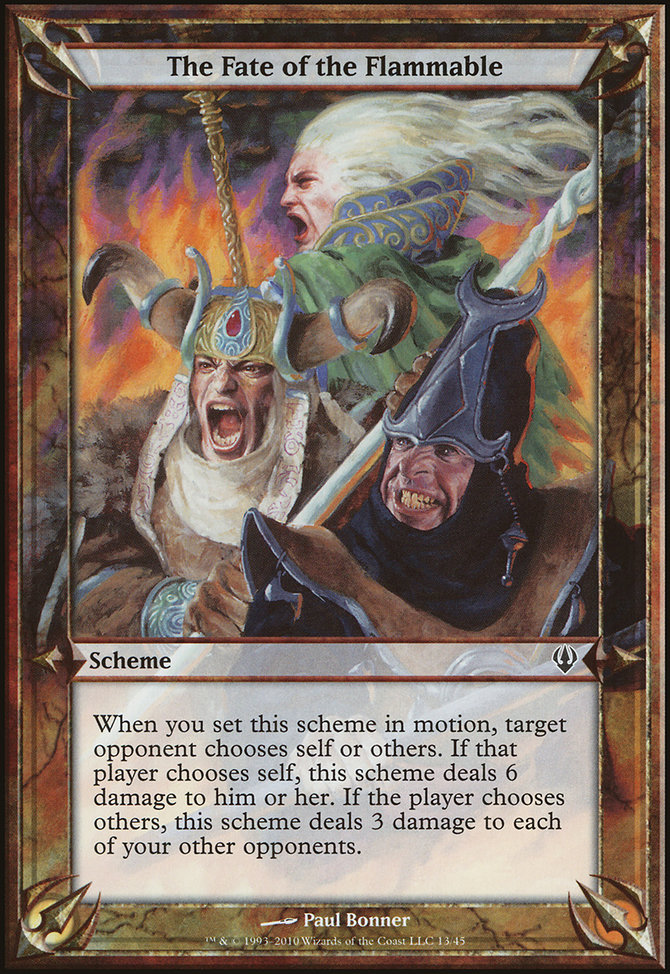 The Fate of the Flammable
Scheme
When you set this scheme in motion, target
opponent chooses self or others. If that
player chooses self, this scheme deals 6
damage to him or her. If the player chooses
others, this scheme deals 3 damage to each
of your other opponents.
Paul Bonner
™ & © 1993–2010 Wizards of the Coast LLC 13/45